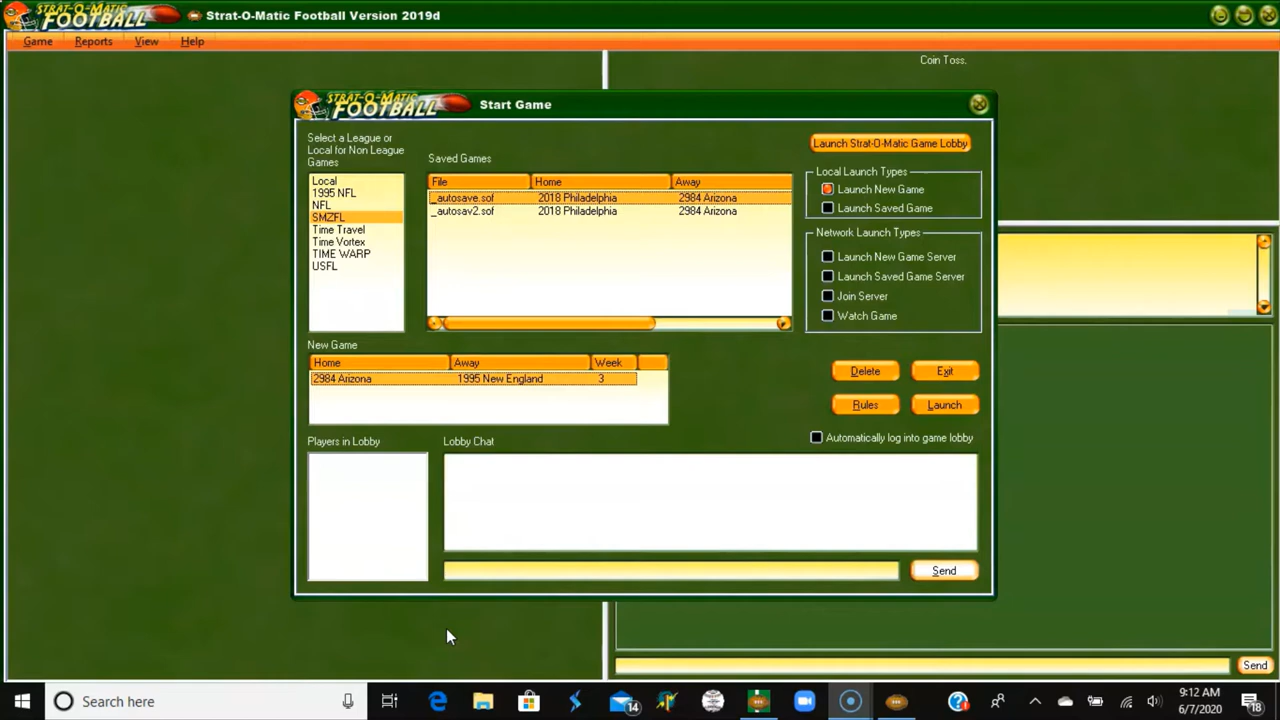 STRAT-O-MATIC
FOOTBALL
Strat-O-Matic Football Version 2019d
Game Reports View Help
Coin Toss.
STRAT-O-MATIC
FOOTBALL
Start Game
Select a League or
Local for Non League
Games
Local
1995 NFL
NFL
SMZFL
Time Travel
Time Vortex
TIME WARP
USFL
Saved Games
File Home Away
_autosave.sof 2018 Philadelphia 2984 Arizona
_autosav2.sof 2018 Philadelphia 2984 Arizona
Launch Strat-O-Matic Game Lobby
Local Launch Types
Launch New Game
Launch Saved Game
Network Launch Types
Launch New Game Server
Launch Saved Game Server
Join Server
Watch Game
New Game
Home Away Week
2984 Arizona 1995 New England 3
Delete Exit
Rules Launch
Automatically log into game lobby
Players in Lobby
Lobby Chat
Send
Send
Search here
14
9:12 AM
6/7/2020
18